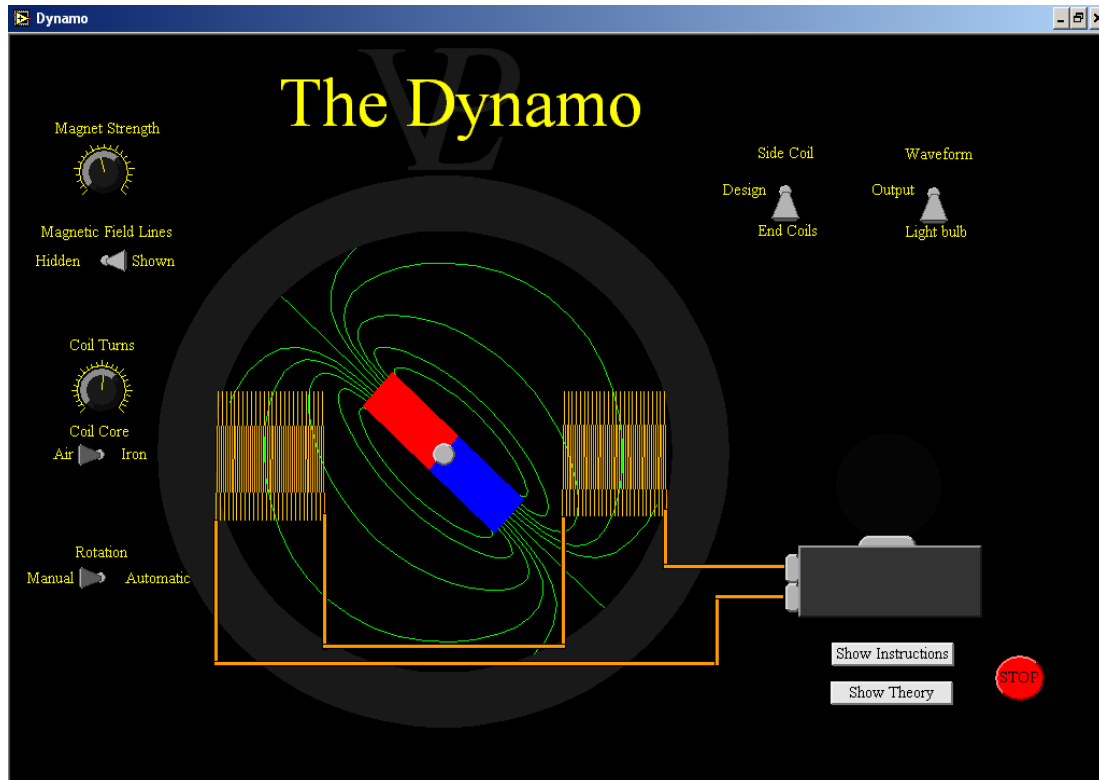 Dynamo
The Dynamo
VPL
Magnet Strength
Magnetic Field Lines
Hidden Shown
Coil Turns
Coil Core
Air Iron
Rotation
Manual Automatic
Side Coil
Design
End Coils
Waveform
Output
Light bulb
Show Instructions
Show Theory
STOP